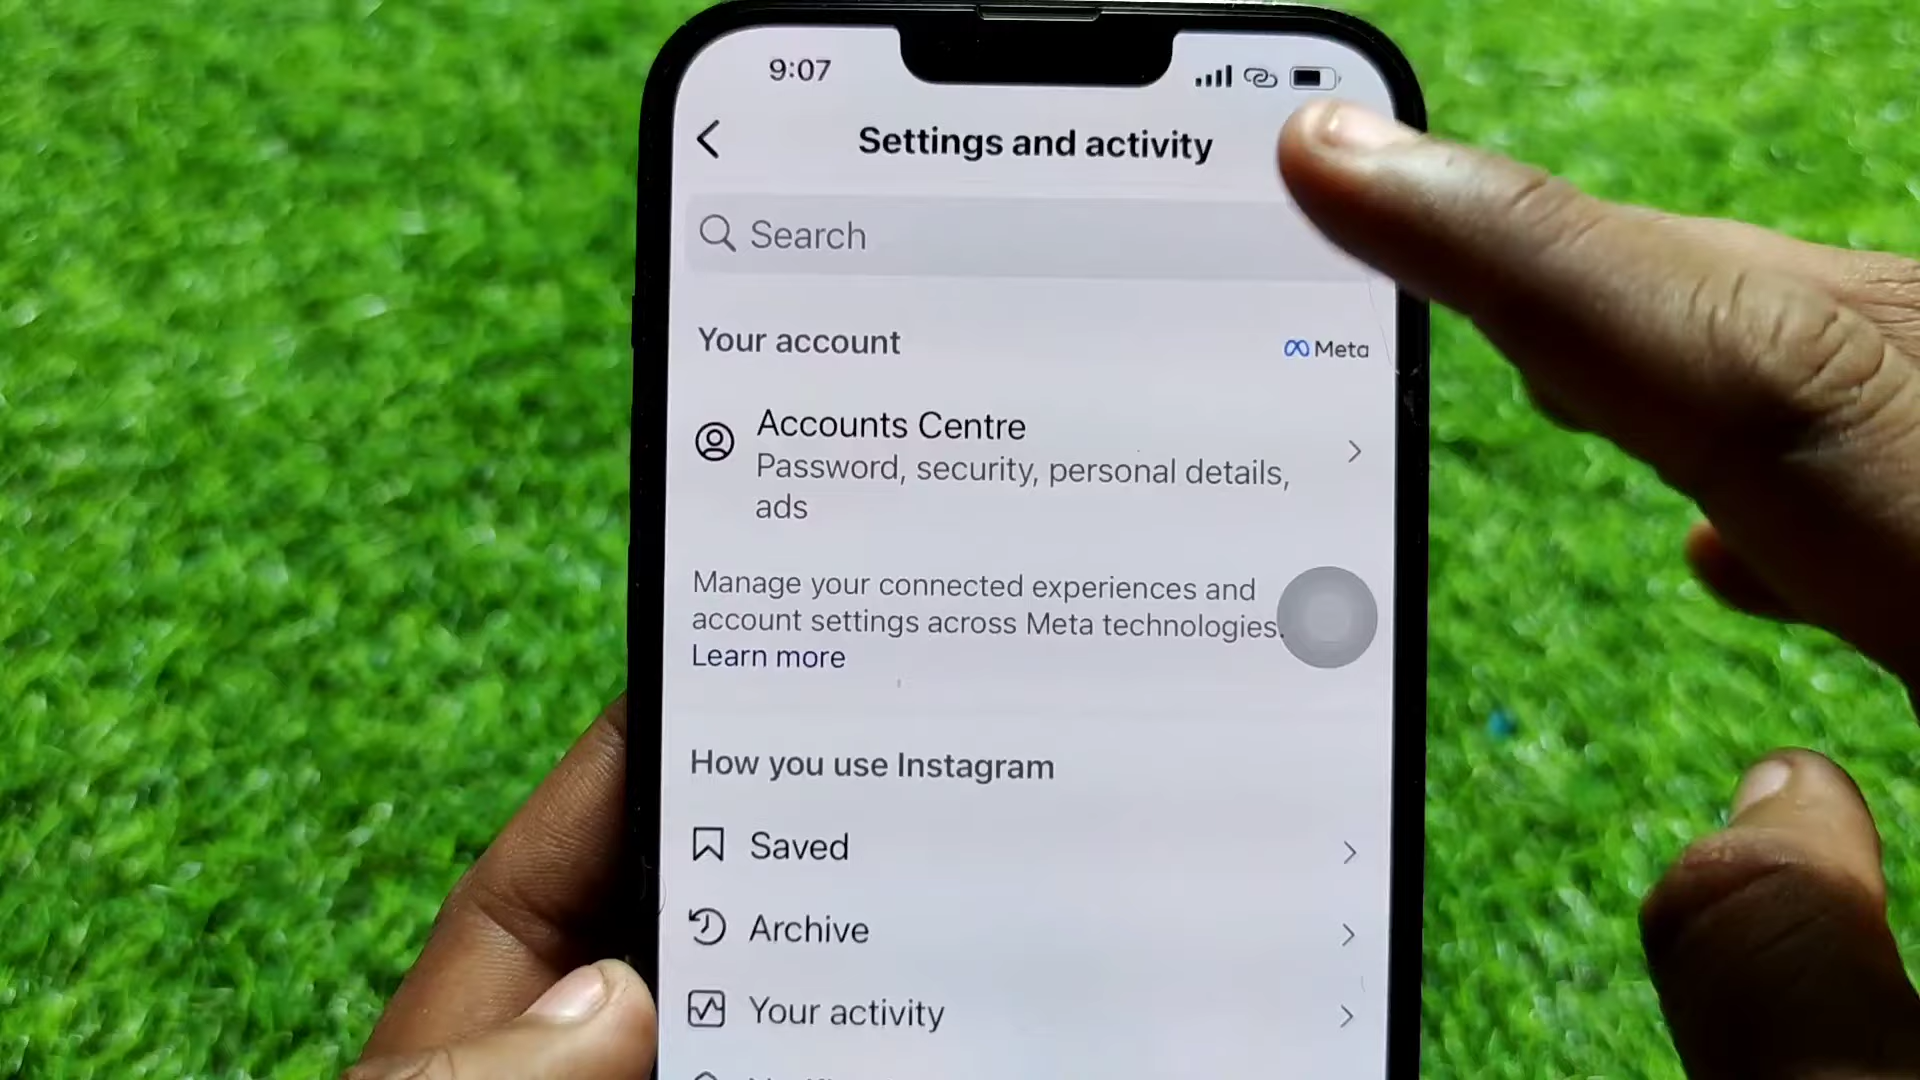 9:07
Settings and activity
Search
Your account
Meta
Accounts Centre
Password, security, personal details,
ads
Manage your connected experiences and
account settings across Meta technologies.
Learn more
How you use Instagram
Saved
Archive
Your activity